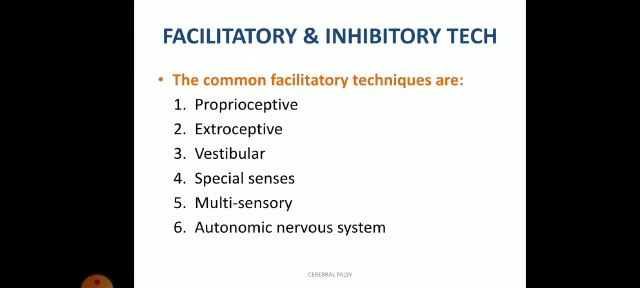 FACILITATORY & INHIBITORY TECH
• The common facilitatory techniques are:
1. Proprioceptive
2. Extroceptive
3. Vestibular
4. Special senses
5. Multi-sensory
6. Autonomic nervous system
CEREBRAL PALSY